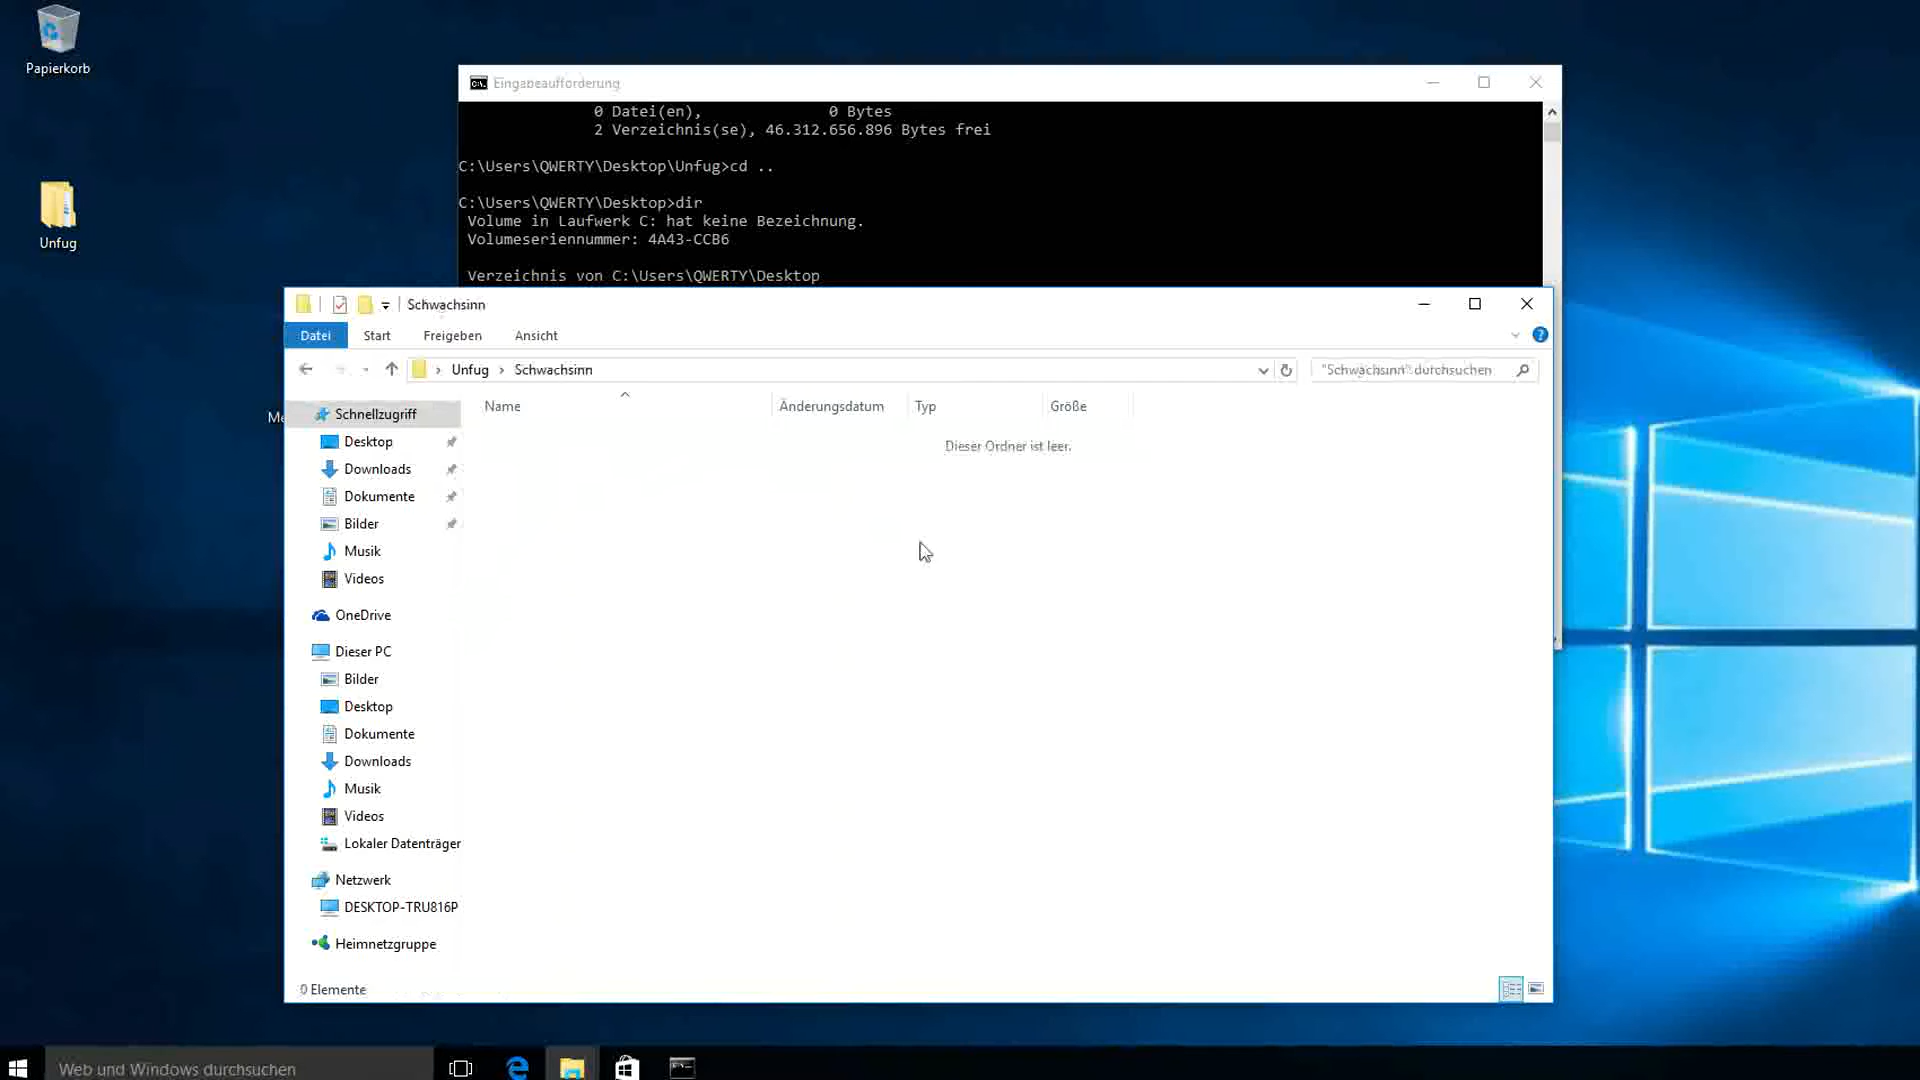 Papierkorb
Unfug
Eingabeaufforderung
0 Datei(en), 0 Bytes
2 Verzeichnis(se), 46.312.656.896 Bytes frei
C:\Users\QWERTY\Desktop\Unfug>cd ..
C:\Users\QWERTY\Desktop>dir
Volume in Laufwerk C: hat keine Bezeichnung.
Volumeseriennummer: 4A43-CCB6
Verzeichnis von C:\Users\QWERTY\Desktop
Schwachsinn
Datei Start Freigeben Ansicht
› Unfug › Schwachsinn
"Schwachsinn" durchsuchen
Name Änderungsdatum Typ Größe
Dieser Ordner ist leer.
Schnellzugriff
Desktop
Downloads
Dokumente
Bilder
Musik
Videos
OneDrive
Dieser PC
Bilder
Desktop
Dokumente
Downloads
Musik
Videos
Lokaler Datenträger
Netzwerk
DESKTOP-TRU816P
Heimnetzgruppe
0 Elemente
Web und Windows durchsuchen